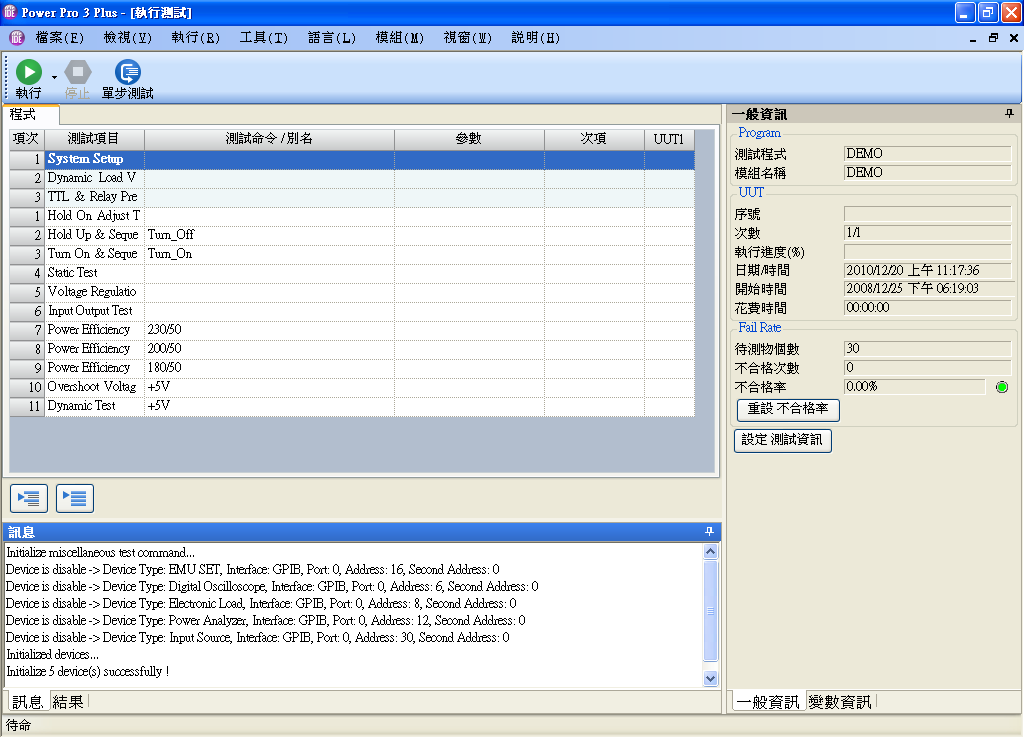 Power Pro 3 Plus - [執行測試]
檔案(F) 檢視(V) 執行(R) 工具(T) 語言(L) 模組(M) 視窗(W) 說明(H)
執行 停止 單步測試
程式
項次 測試項目 測試命令 / 別名 參數 次項 UUT1
1 System Setup
2 Dynamic Load V
3 TTL & Relay Pre
1 Hold On Adjust T
2 Hold Up & Seque Turn_Off
3 Turn On & Seque Turn_On
4 Static Test
5 Voltage Regulatio
6 Input Output Test
7 Power Efficiency 230/50
8 Power Efficiency 200/50
9 Power Efficiency 180/50
10 Overshoot Voltag +5V
11 Dynamic Test +5V
訊息
Initialize miscellaneous test command...
Device is disable -> Device Type: EMU SET, Interface: GPIB, Port: 0, Address: 16, Second Address: 0
Device is disable -> Device Type: Digital Oscilloscope, Interface: GPIB, Port: 0, Address: 6, Second Address: 0
Device is disable -> Device Type: Electronic Load, Interface: GPIB, Port: 0, Address: 8, Second Address: 0
Device is disable -> Device Type: Power Analyzer, Interface: GPIB, Port: 0, Address: 12, Second Address: 0
Device is disable -> Device Type: Input Source, Interface: GPIB, Port: 0, Address: 30, Second Address: 0
Initialized devices...
Initialize 5 device(s) successfully !
訊息 結果
待命
一般資訊
Program
測試程式 DEMO
模組名稱 DEMO
UUT
序號
次數 1/1
執行進度(%)
日期/時間 2010/12/20 上午 11:17:36
開始時間 2008/12/25 下午 06:19:03
花費時間 00:00:00
Fail Rate
待測物個數 30
不合格次數 0
不合格率 0.00%
重設 不合格率
設定 測試資訊
一般資訊 變數資訊